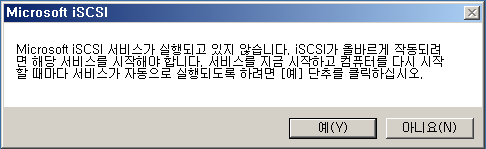 Microsoft iSCSI
Microsoft iSCSI 서비스가 실행되고 있지 않습니다. iSCSI가 올바르게 작동되려
면 해당 서비스를 시작해야 합니다. 서비스를 지금 시작하고 컴퓨터를 다시 시작
할 때마다 서비스가 자동으로 실행되도록 하려면 [예] 단추를 클릭하십시오.
예(Y)
아니요(N)